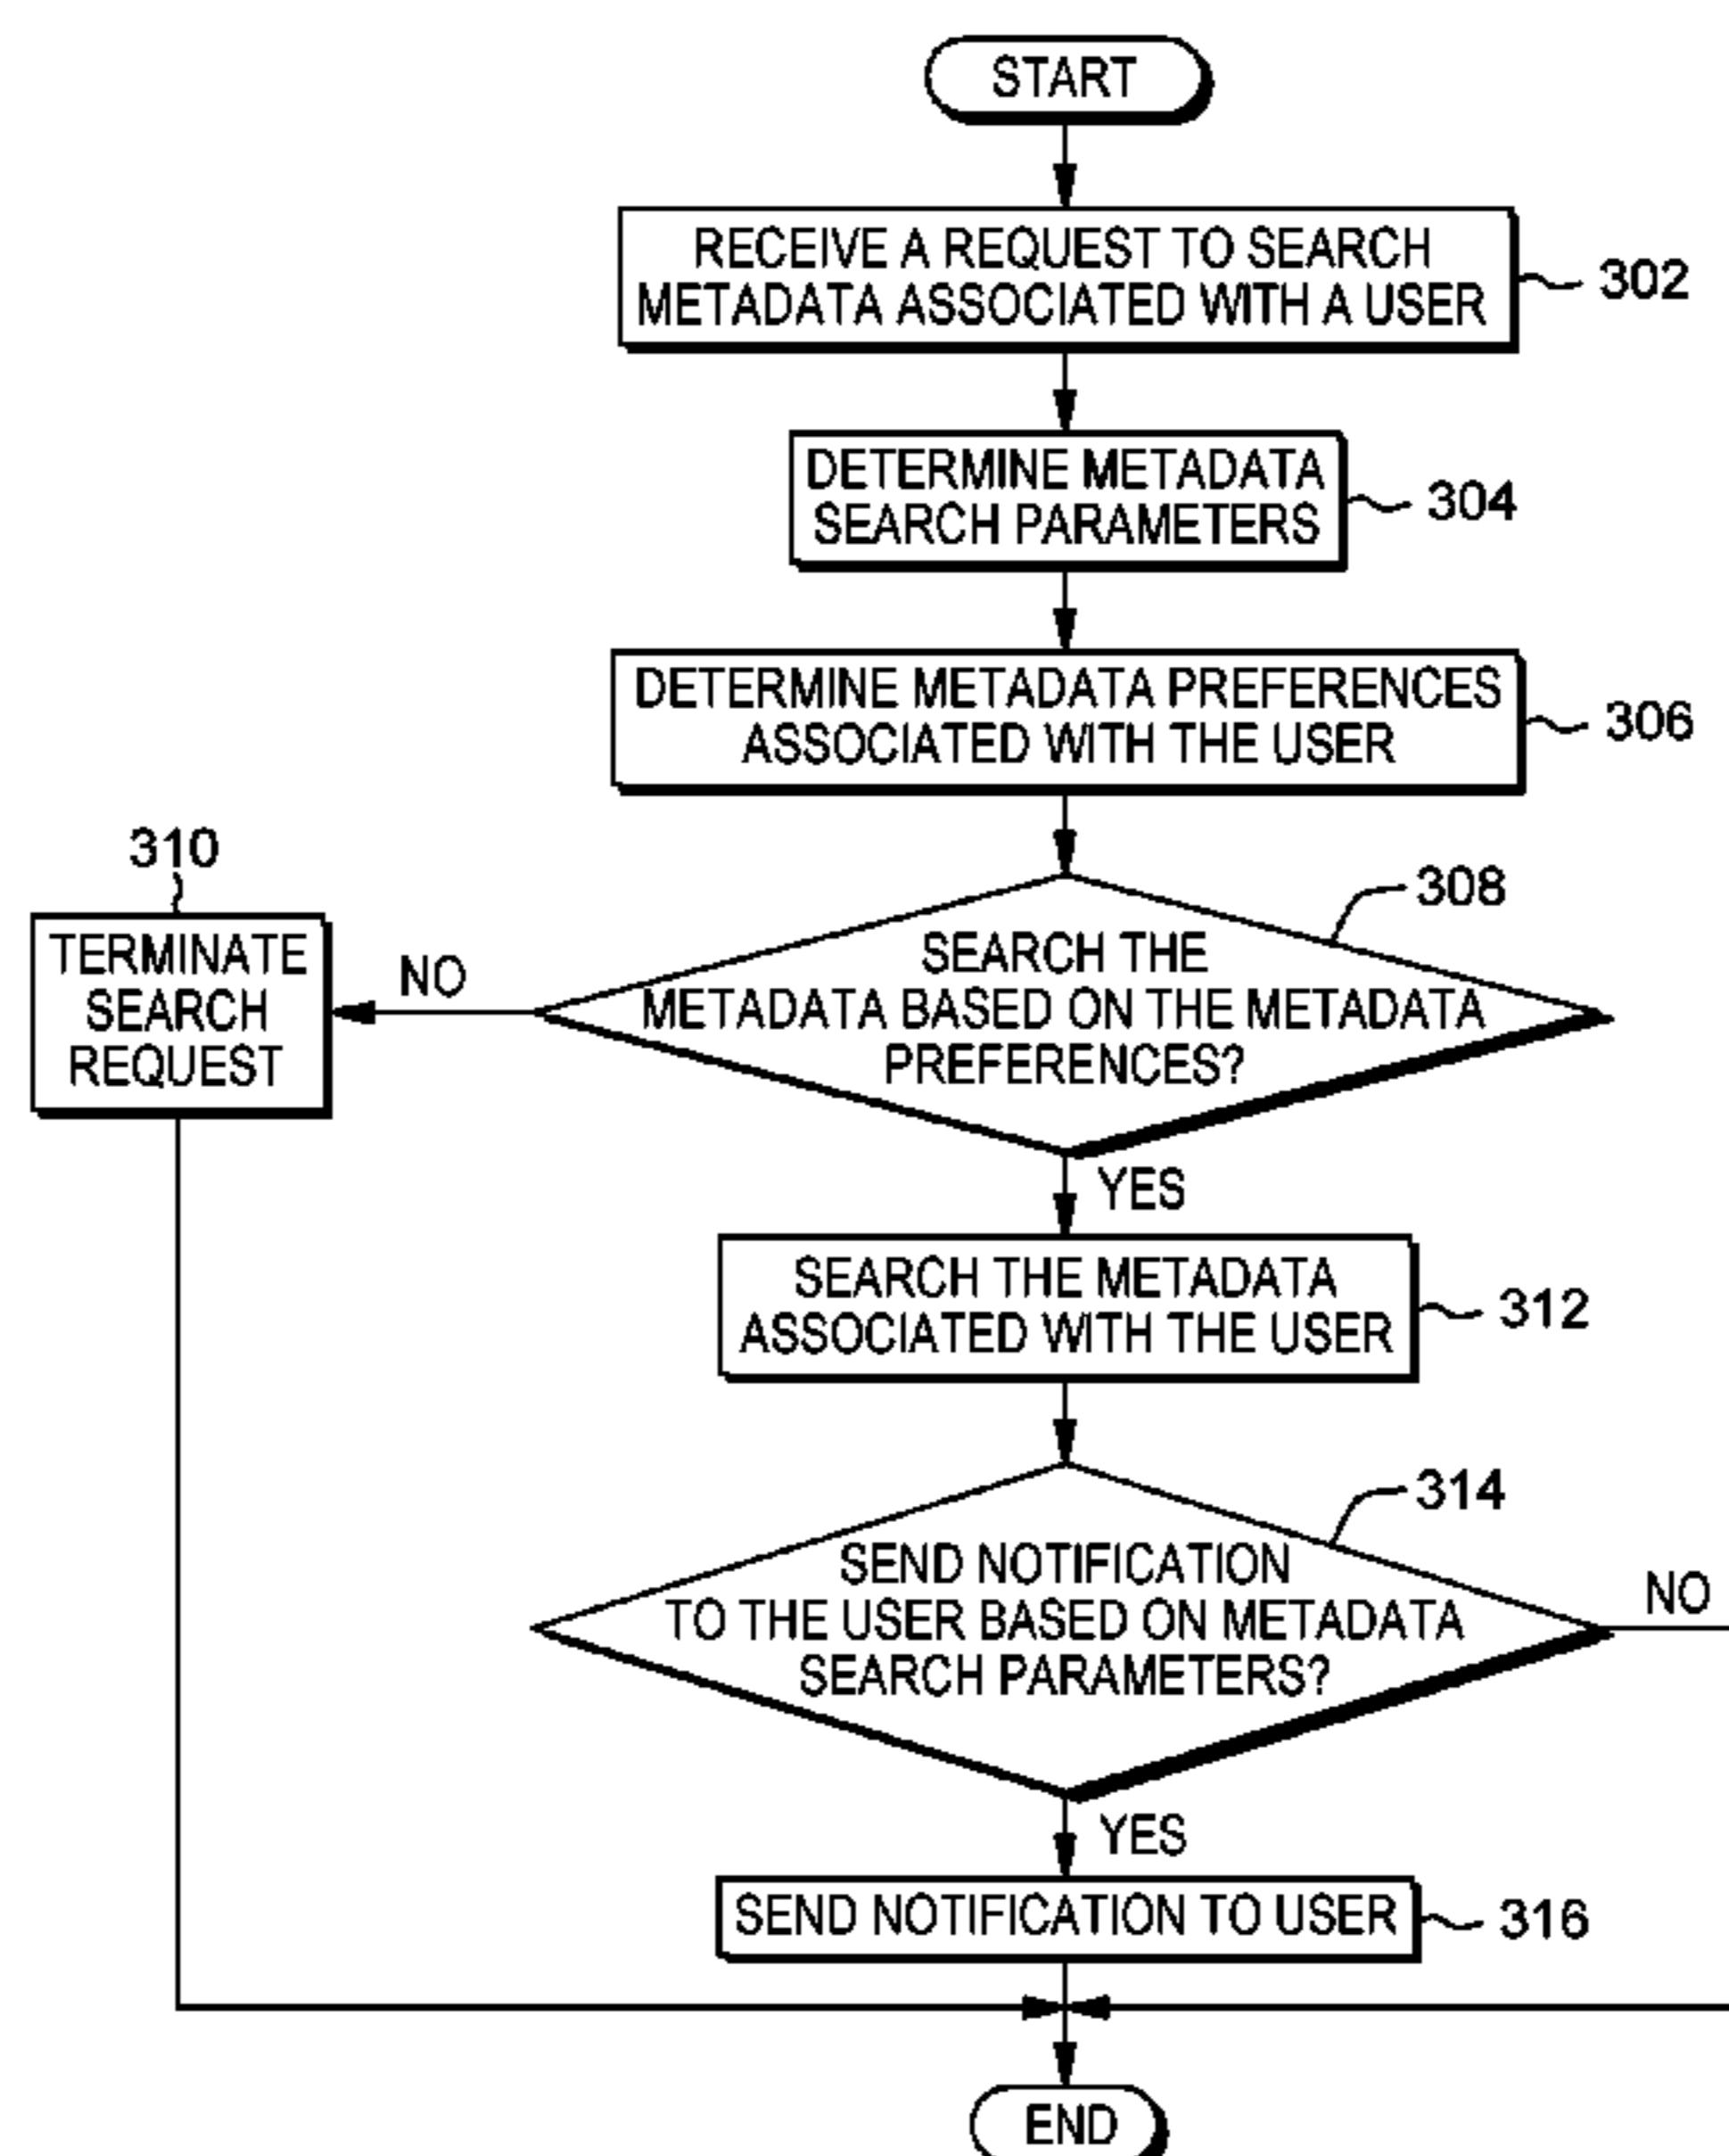 START
RECEIVE A REQUEST TO SEARCH
METADATA ASSOCIATED WITH A USER
302
DETERMINE METADATA
SEARCH PARAMETERS
304
DETERMINE METADATA PREFERENCES
ASSOCIATED WITH THE USER
306
310
TERMINATE
SEARCH
REQUEST
NO
308
SEARCH THE
METADATA BASED ON THE METADATA
PREFERENCES?
YES
SEARCH THE METADATA
ASSOCIATED WITH THE USER
312
314
SEND NOTIFICATION
TO THE USER BASED ON METADATA
SEARCH PARAMETERS?
NO
YES
SEND NOTIFICATION TO USER
316
END